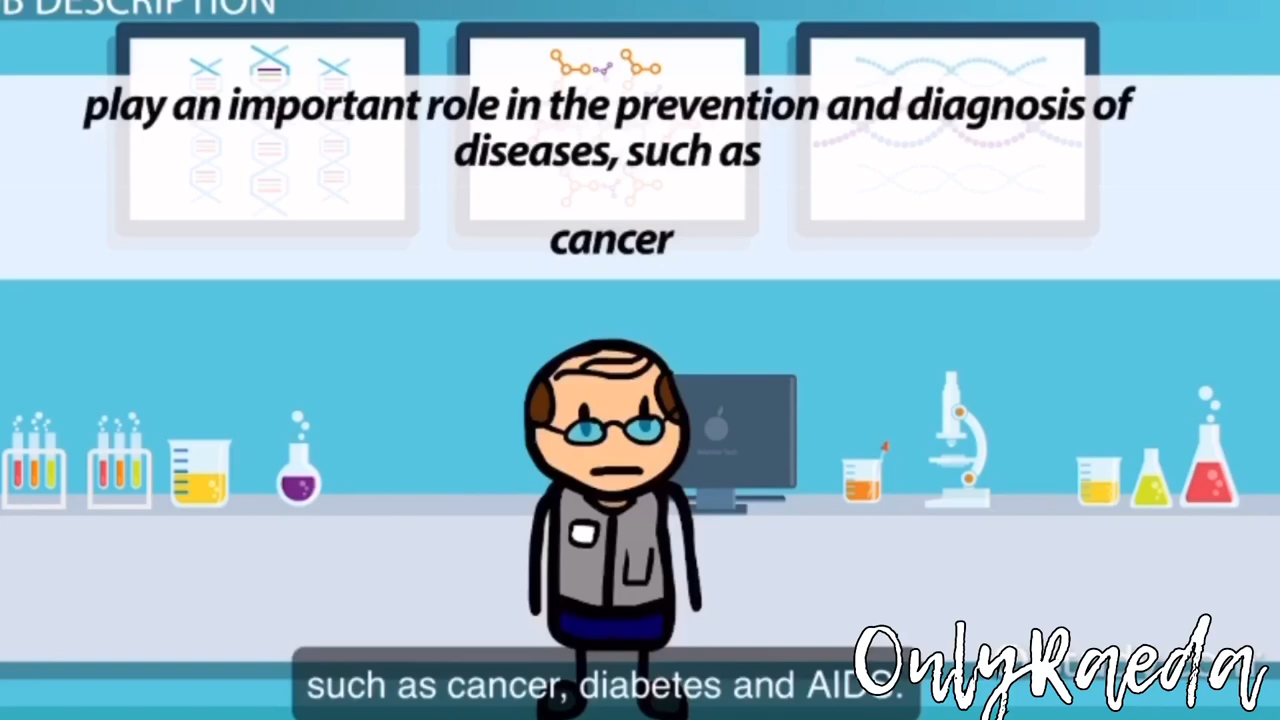 B DESCRIPTION
play an important role in the prevention and diagnosis of
diseases, such as
cancer
such as cancer, diabetes and AIDS.
OnlyRaeda